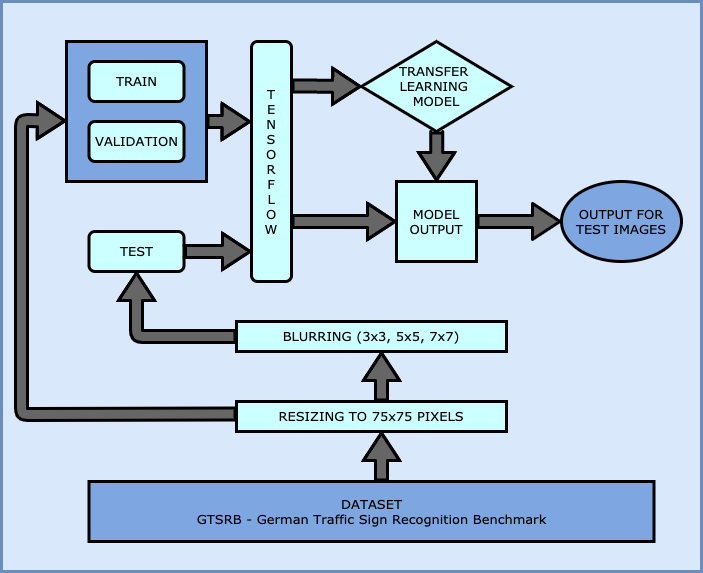 TRAIN
VALIDATION
TENSORFLOW
TRANSFER
LEARNING
MODEL
TEST
MODEL
OUTPUT
OUTPUT FOR
TEST IMAGES
BLURRING (3x3, 5x5, 7x7)
RESIZING TO 75x75 PIXELS
DATASET
GTSRB - German Traffic Sign Recognition Benchmark